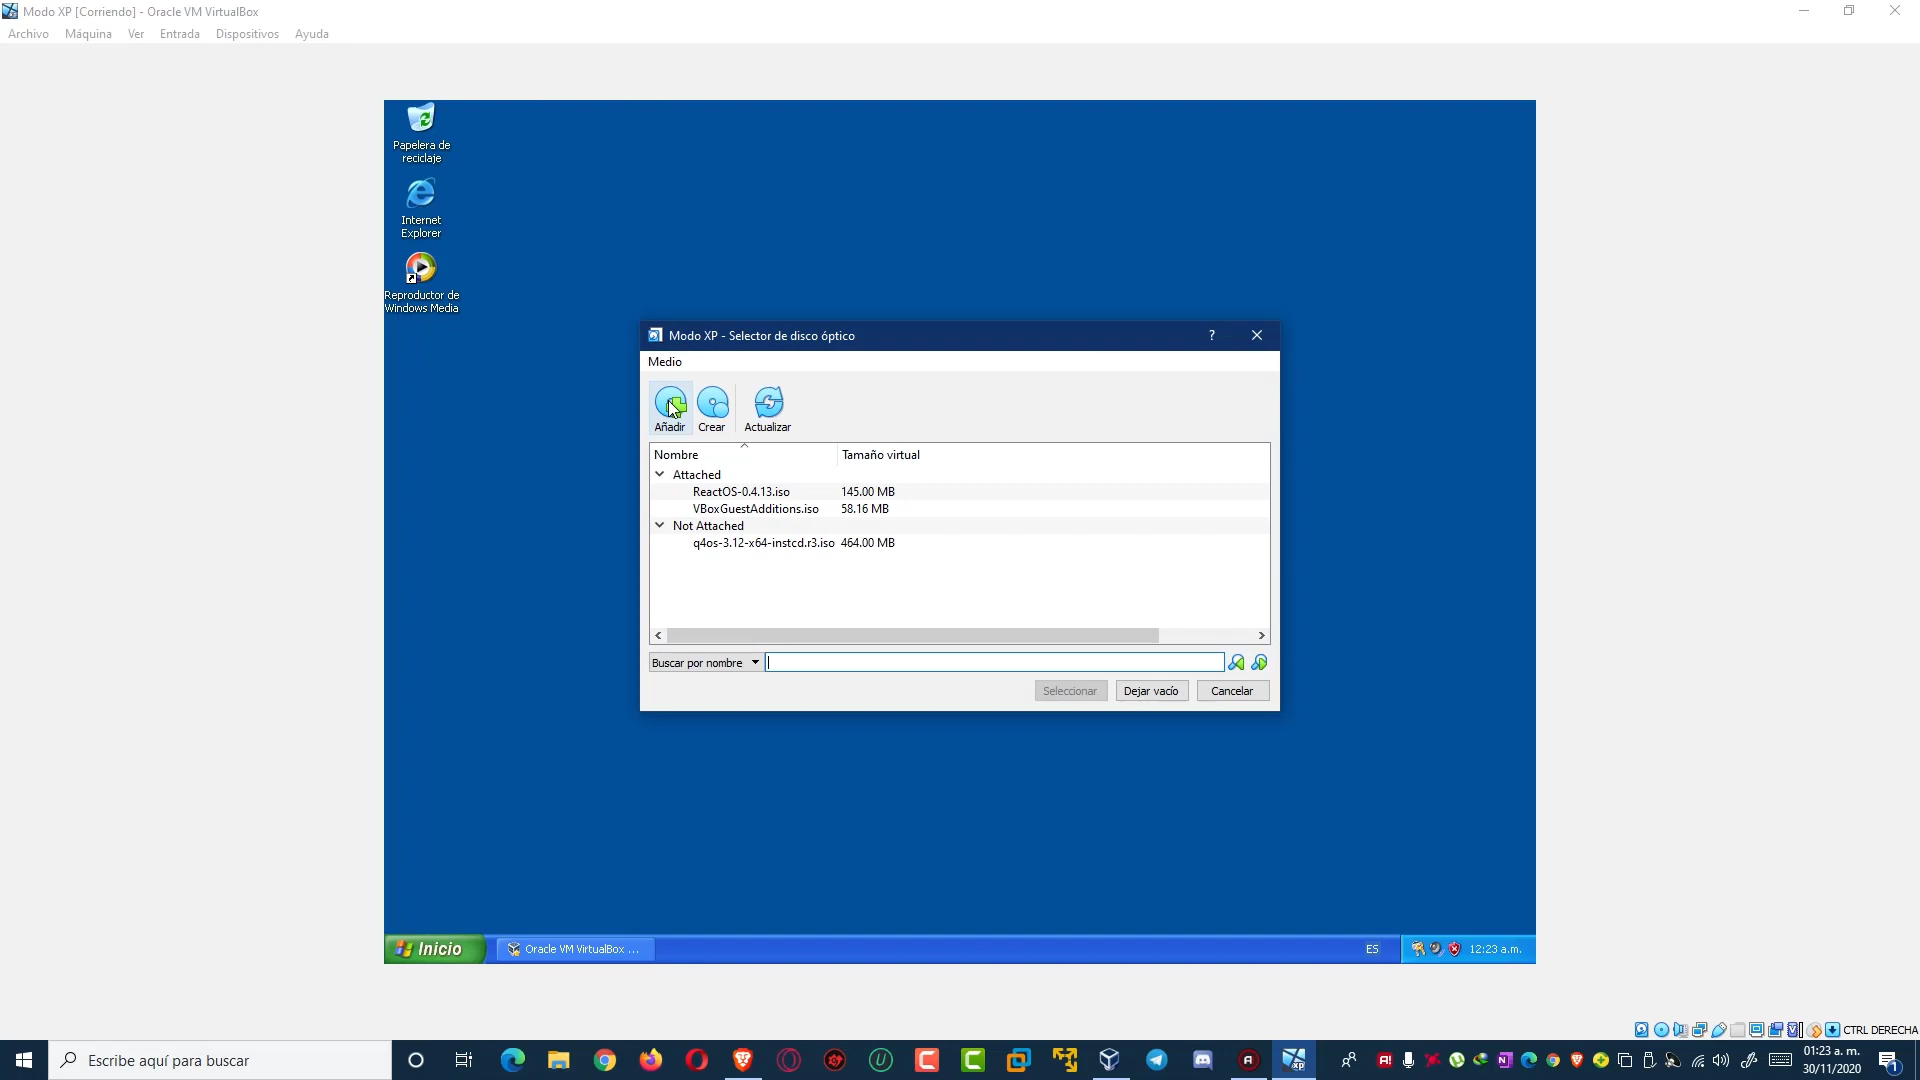 Modo XP [Corriendo] - Oracle VM VirtualBox
Archivo Máquina Ver Entrada Dispositivos Ayuda
Papelera de
reciclaje
Internet
Explorer
Reproductor de
Windows Media
Modo XP - Selector de disco óptico
?
Medio
Añadir Crear Actualizar
Nombre Tamaño virtual
Attached
ReactOS-0.4.13.iso 145.00 MB
VBoxGuestAdditions.iso 58.16 MB
Not Attached
q4os-3.12-x64-instcd.r3.iso 464.00 MB
Buscar por nombre
Seleccionar Dejar vacío Cancelar
Inicio Oracle VM VirtualBox ... ES 12:23 a.m.
CTRL DERECHA
Escribe aquí para buscar
01:23 a. m.
30/11/2020
1